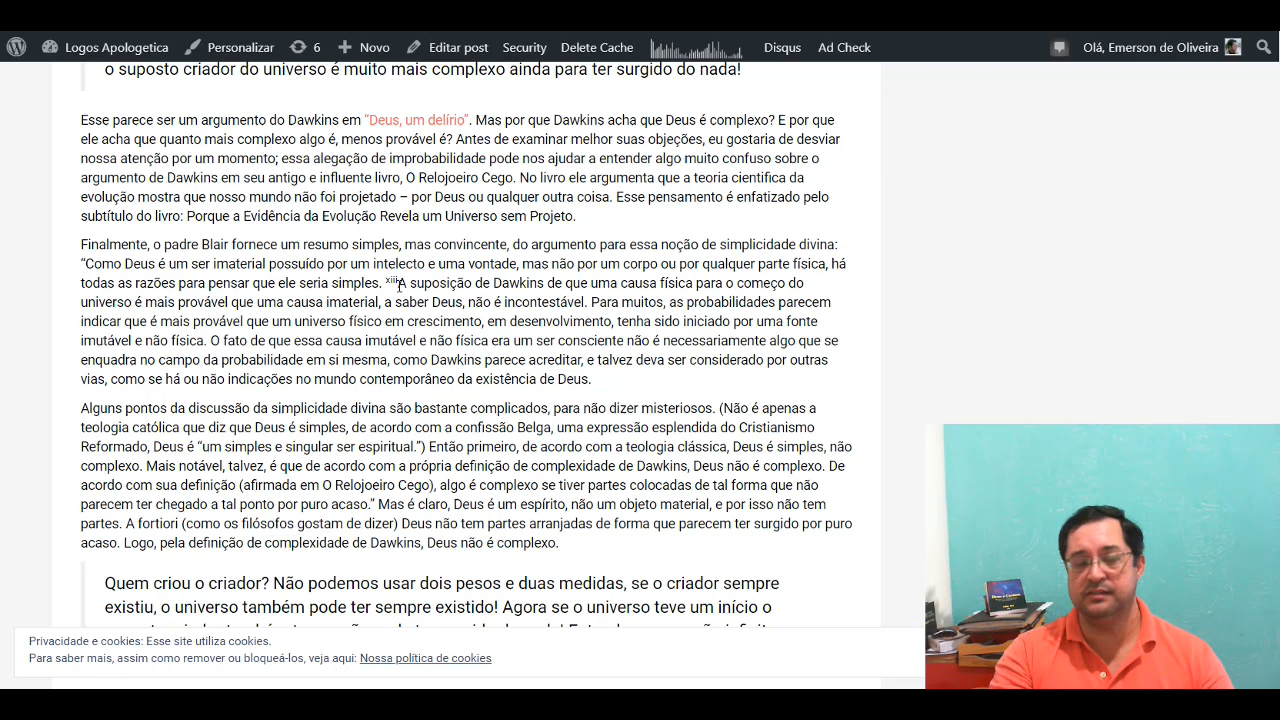 Logos Apologetica Personalizar 6 Novo Editar post Security Delete Cache Disqus Ad Check Olá, Emerson de Oliveira
o suposto criador do universo é muito mais complexo ainda para ter surgido do nada!
Esse parece ser um argumento do Dawkins em “Deus, um delírio”. Mas por que Dawkins acha que Deus é complexo? E por que
ele acha que quanto mais complexo algo é, menos provável é? Antes de examinar melhor suas objeções, eu gostaria de desviar
nossa atenção por um momento; essa alegação de improbabilidade pode nos ajudar a entender algo muito confuso sobre o
argumento de Dawkins em seu antigo e influente livro, O Relojoeiro Cego. No livro ele argumenta que a teoria cientifica da
evolução mostra que nosso mundo não foi projetado – por Deus ou qualquer outra coisa. Esse pensamento é enfatizado pelo
subtítulo do livro: Porque a Evidência da Evolução Revela um Universo sem Projeto.
Finalmente, o padre Blair fornece um resumo simples, mas convincente, do argumento para essa noção de simplicidade divina:
“Como Deus é um ser imaterial possuído por um intelecto e uma vontade, mas não por um corpo ou por qualquer parte física, há
todas as razões para pensar que ele seria simples. xiii A suposição de Dawkins de que uma causa física para o começo do
universo é mais provável que uma causa imaterial, a saber Deus, não é incontestável. Para muitos, as probabilidades parecem
indicar que é mais provável que um universo físico em crescimento, em desenvolvimento, tenha sido iniciado por uma fonte
imutável e não física. O fato de que essa causa imutável e não física era um ser consciente não é necessariamente algo que se
enquadra no campo da probabilidade em si mesma, como Dawkins parece acreditar, e talvez deva ser considerado por outras
vias, como se há ou não indicações no mundo contemporâneo da existência de Deus.
Alguns pontos da discussão da simplicidade divina são bastante complicados, para não dizer misteriosos. (Não é apenas a
teologia católica que diz que Deus é simples, de acordo com a confissão Belga, uma expressão esplendida do Cristianismo
Reformado, Deus é “um simples e singular ser espiritual.”) Então primeiro, de acordo com a teologia clássica, Deus é simples, não
complexo. Mais notável, talvez, é que de acordo com a própria definição de complexidade de Dawkins, Deus não é complexo. De
acordo com sua definição (afirmada em O Relojoeiro Cego), algo é complexo se tiver partes colocadas de tal forma que não
parecem ter chegado a tal ponto por puro acaso.” Mas é claro, Deus é um espírito, não um objeto material, e por isso não tem
partes. A fortiori (como os filósofos gostam de dizer) Deus não tem partes arranjadas de forma que parecem ter surgido por puro
acaso. Logo, pela definição de complexidade de Dawkins, Deus não é complexo.
Quem criou o criador? Não podemos usar dois pesos e duas medidas, se o criador sempre
existiu, o universo também pode ter sempre existido! Agora se o universo teve um início o
Privacidade e cookies: Esse site utiliza cookies.
Para saber mais, assim como remover ou bloqueá-los, veja aqui: Nossa política de cookies